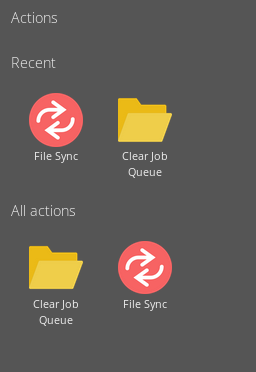 Actions
Recent
File Sync
Clear Job
Queue
All actions
Clear Job
Queue
File Sync